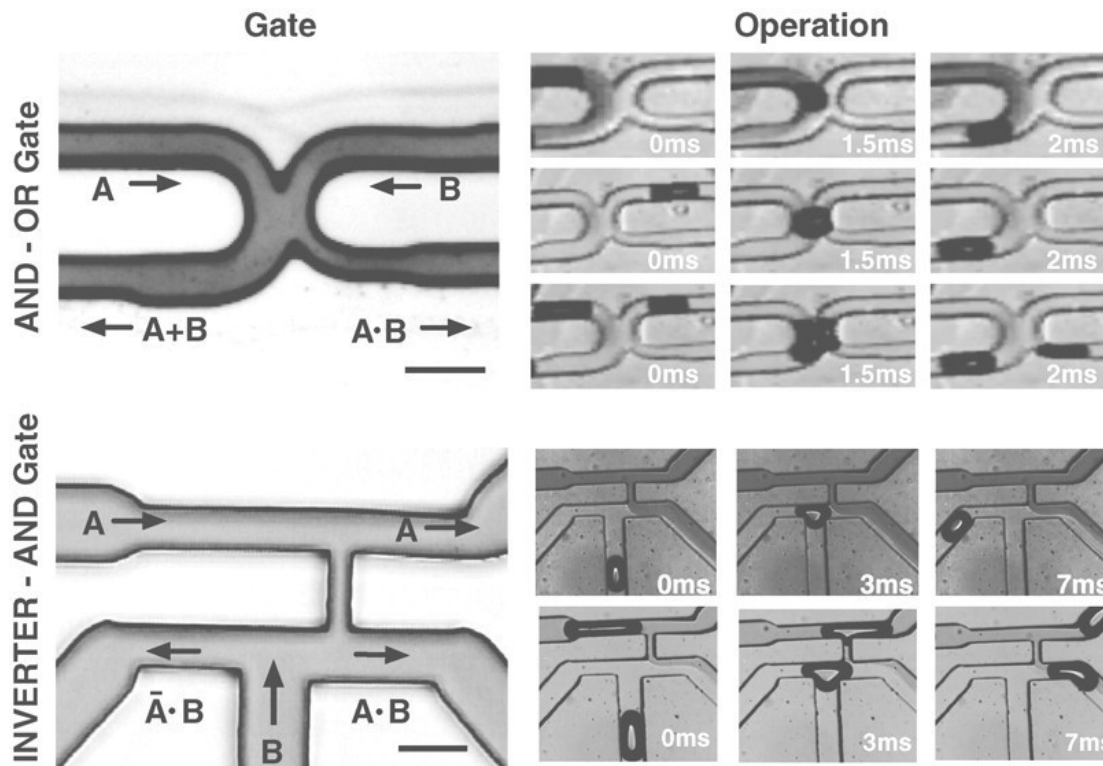 Gate
Operation
AND - OR Gate
A
B
A+B
A·B
0ms
1.5ms
2ms
0ms
1.5ms
2ms
0ms
1.5ms
2ms
INVERTER - AND Gate
A
A
Ā·B
B
A·B
0ms
3ms
7ms
0ms
3ms
7ms